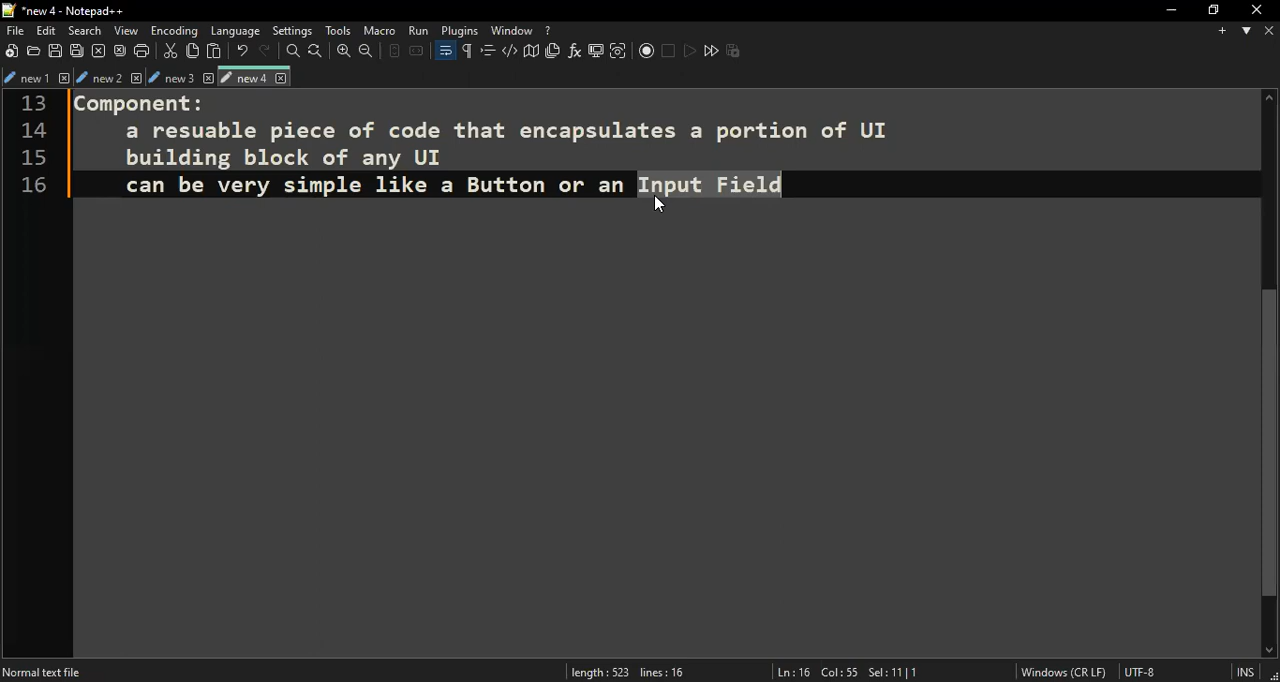 *new 4 - Notepad++
File Edit Search View Encoding Language Settings Tools Macro Run Plugins Window ?
new 1 new 2 new 3 new 4
13 Component:
14 a resuable piece of code that encapsulates a portion of UI
15 building block of any UI
16 can be very simple like a Button or an Input Field
Normal text file length : 523 lines : 16 Ln : 16 Col : 55 Sel : 11 | 1 Windows (CR LF) UTF-8 INS